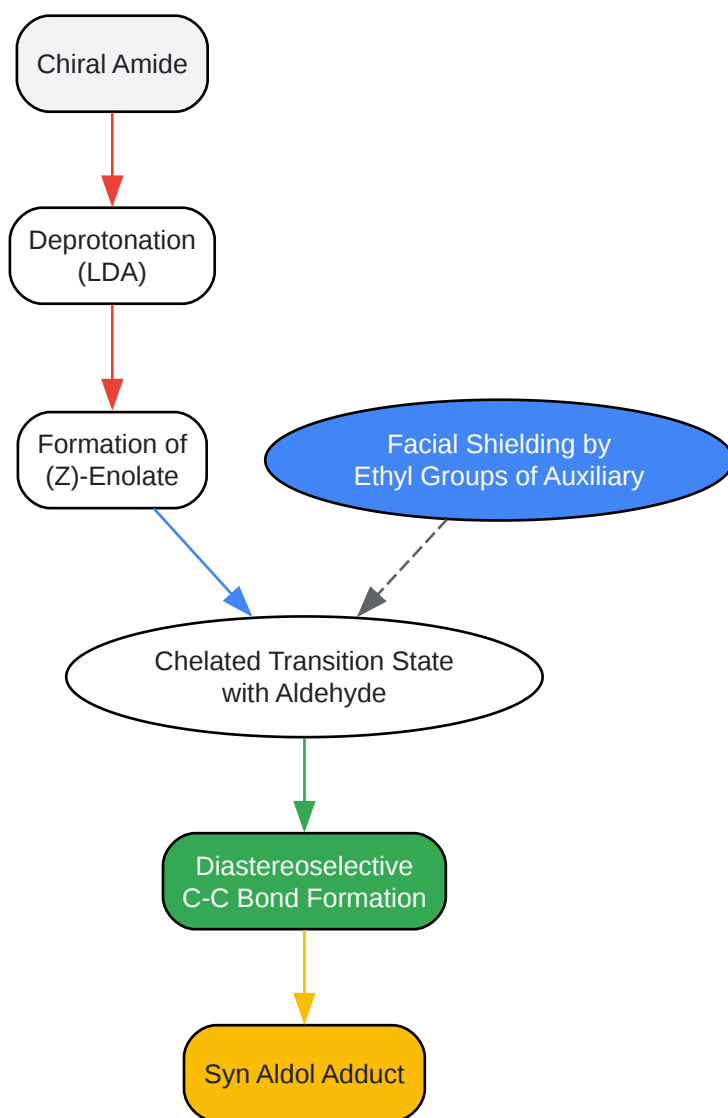 Chiral Amide
Deprotonation
(LDA)
Formation of
(Z)-Enolate
Facial Shielding by
Ethyl Groups of Auxiliary
Chelated Transition State
with Aldehyde
Diastereoselective
C-C Bond Formation
Syn Aldol Adduct